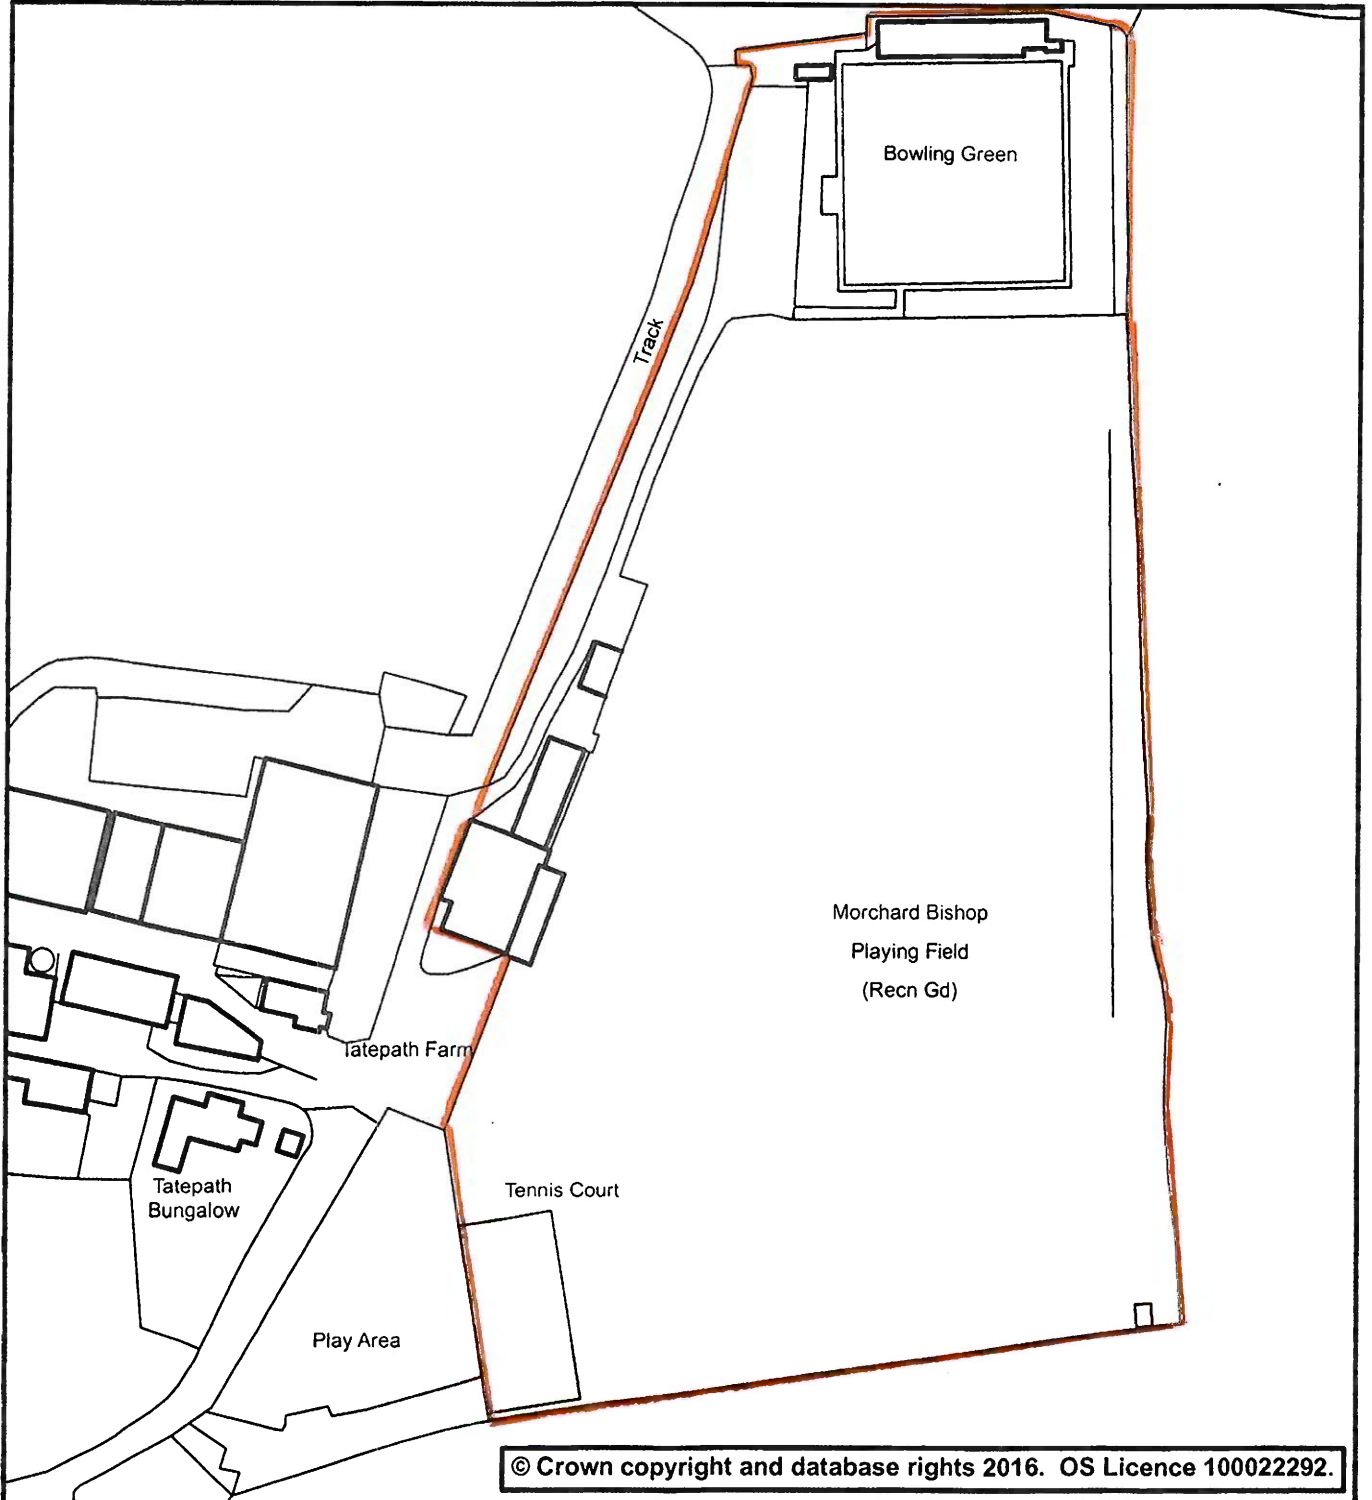 Bowling Green
Track
Morchard Bishop
Playing Field
(Recn Gd)
Tatepath Farm
Tatepath
Bungalow
Tennis Court
Play Area
© Crown copyright and database rights 2016. OS Licence 100022292.